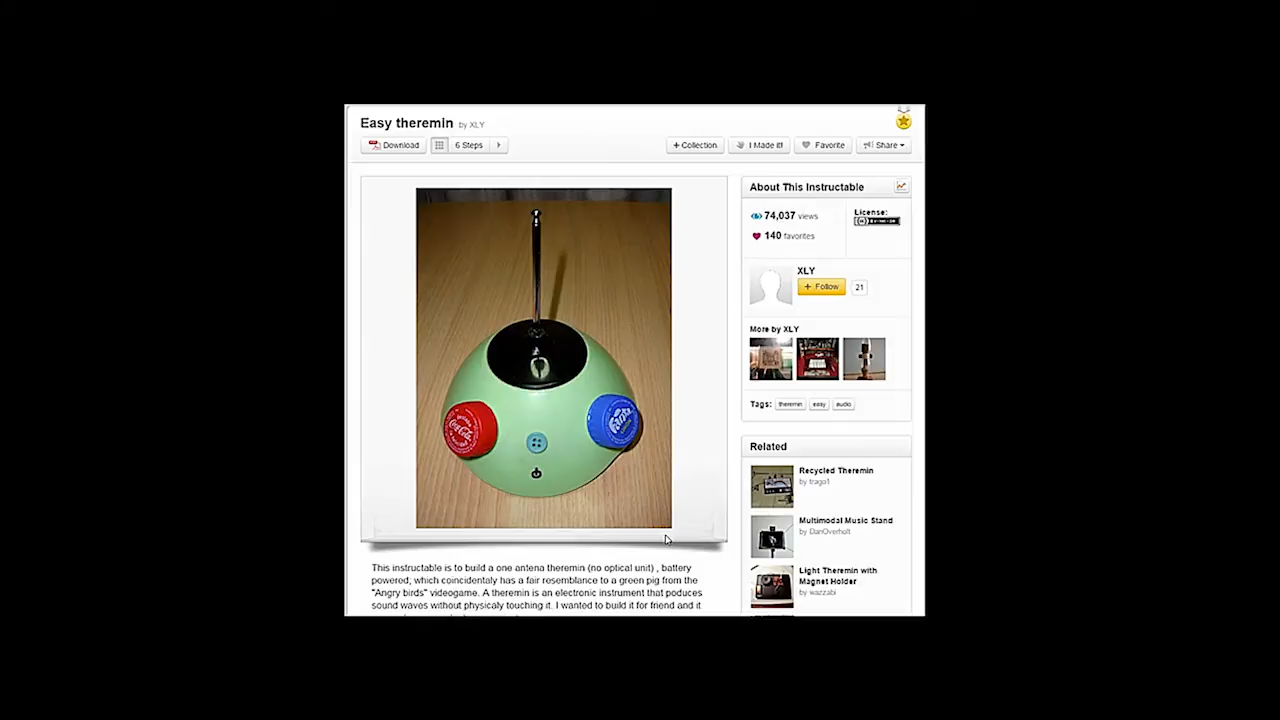 Easy theremin by XLY
Download
6 Steps
+ Collection
I Made it!
Favorite
Share
Coca-Cola
Fanta
About This Instructable
74,037 views
License:
140 favorites
XLY
+ Follow
21
More by XLY
Tags: theremin easy audio
Related
Recycled Theremin
by trago1
Multimodal Music Stand
by DanOverholt
Light Theremin with
Magnet Holder
by wazzabi
This instructable is to build a one antena theremin (no optical unit) , battery
powered; which coincidentaly has a fair resemblance to a green pig from the
"Angry birds" videogame. A theremin is an electronic instrument that poduces
sound waves without physicaly touching it. I wanted to build it for friend and it